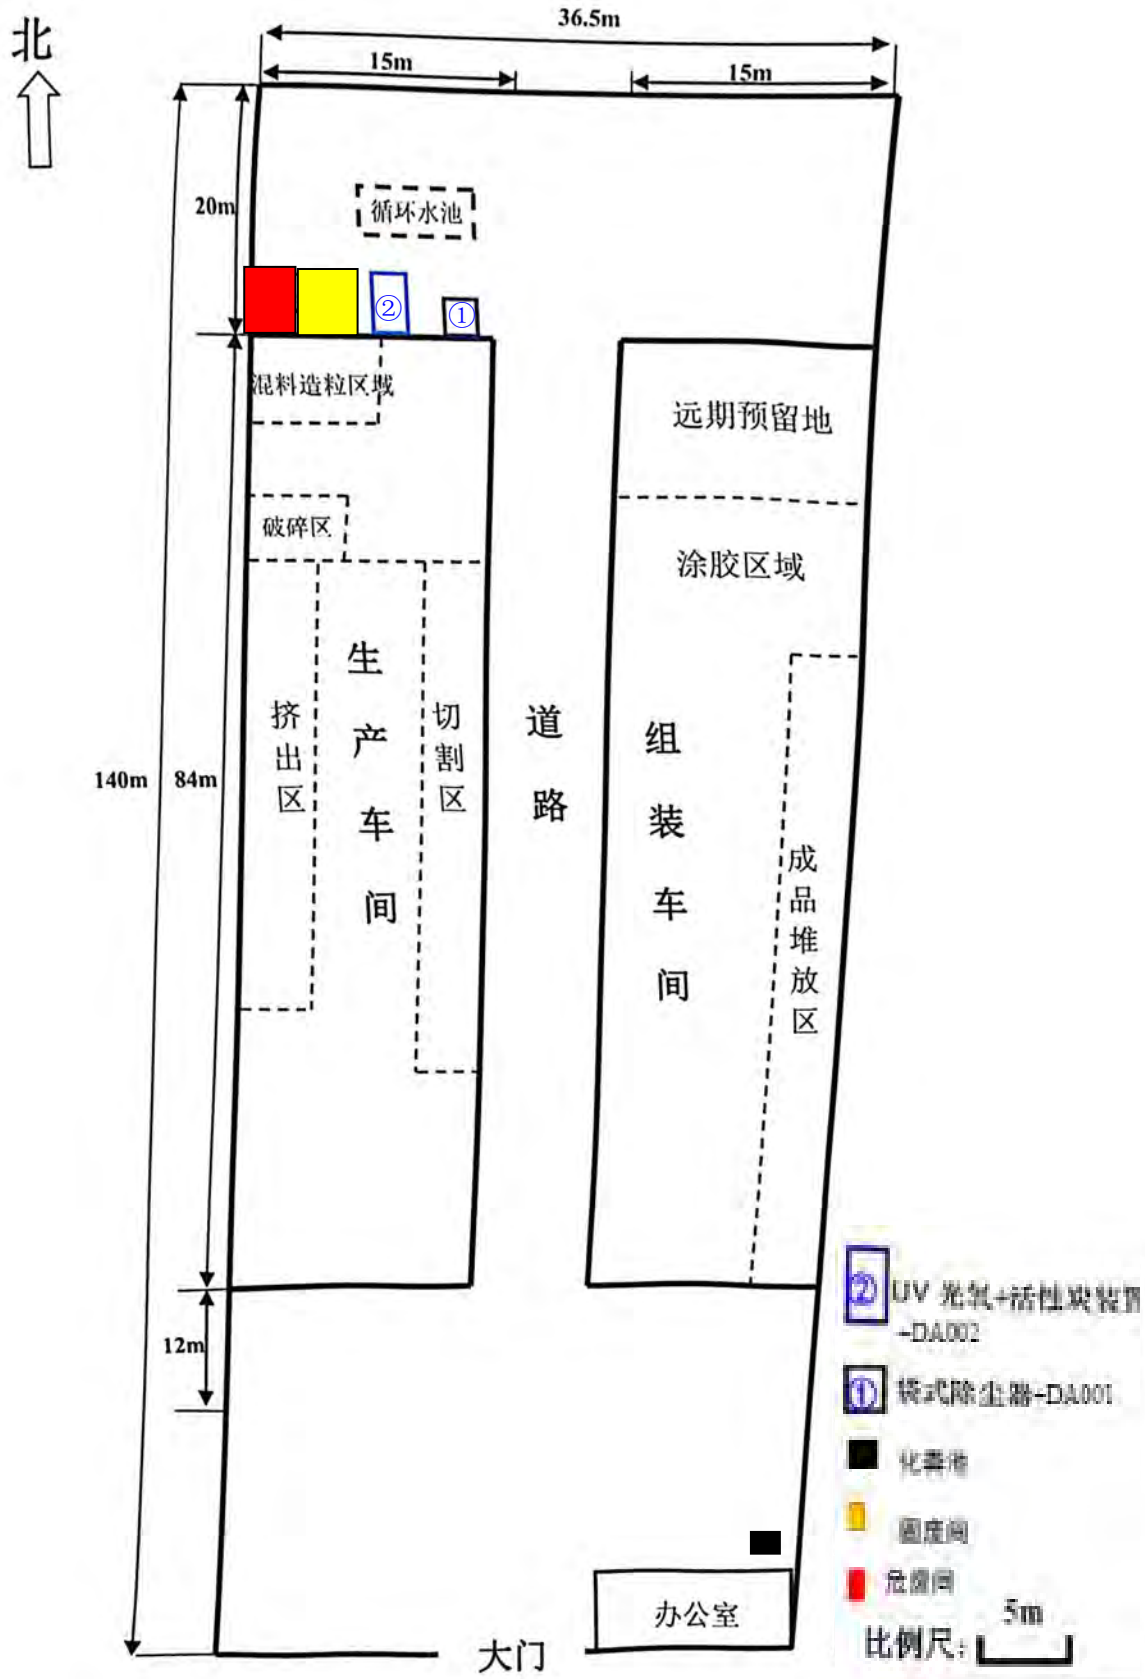 36.5m
北
15m
15m
20m
循环水池
②
①
混料造粒区域
远期预留地
破碎区
涂胶区域
生产车间
挤出区
切割区
道路
组装车间
140m
84m
成品堆放区
② UV 光氧+活性炭装置
-DA002
12m
① 袋式除尘器-DA001
化粪池
固废间
危废间
办公室
5m
比例尺：
大门